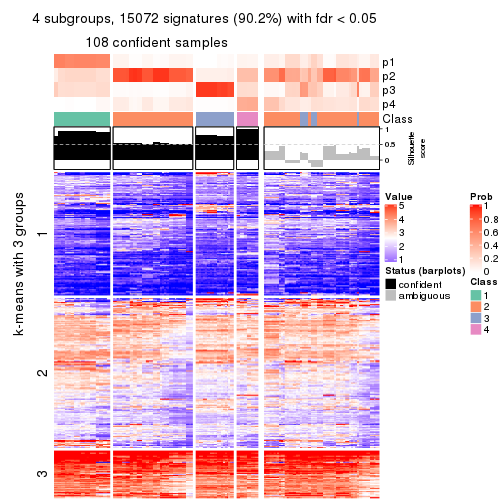 4 subgroups, 15072 signatures (90.2%) with fdr < 0.05
108 confident samples
p1
p2
p3
p4
Class
1
0.5
0
Silhouette
score
k-means with 3 groups
1
2
3
Value
5
4
3
2
1
Prob
1
0.8
0.6
0.4
0.2
0
Status (barplots)
confident
ambiguous
Class
1
2
3
4